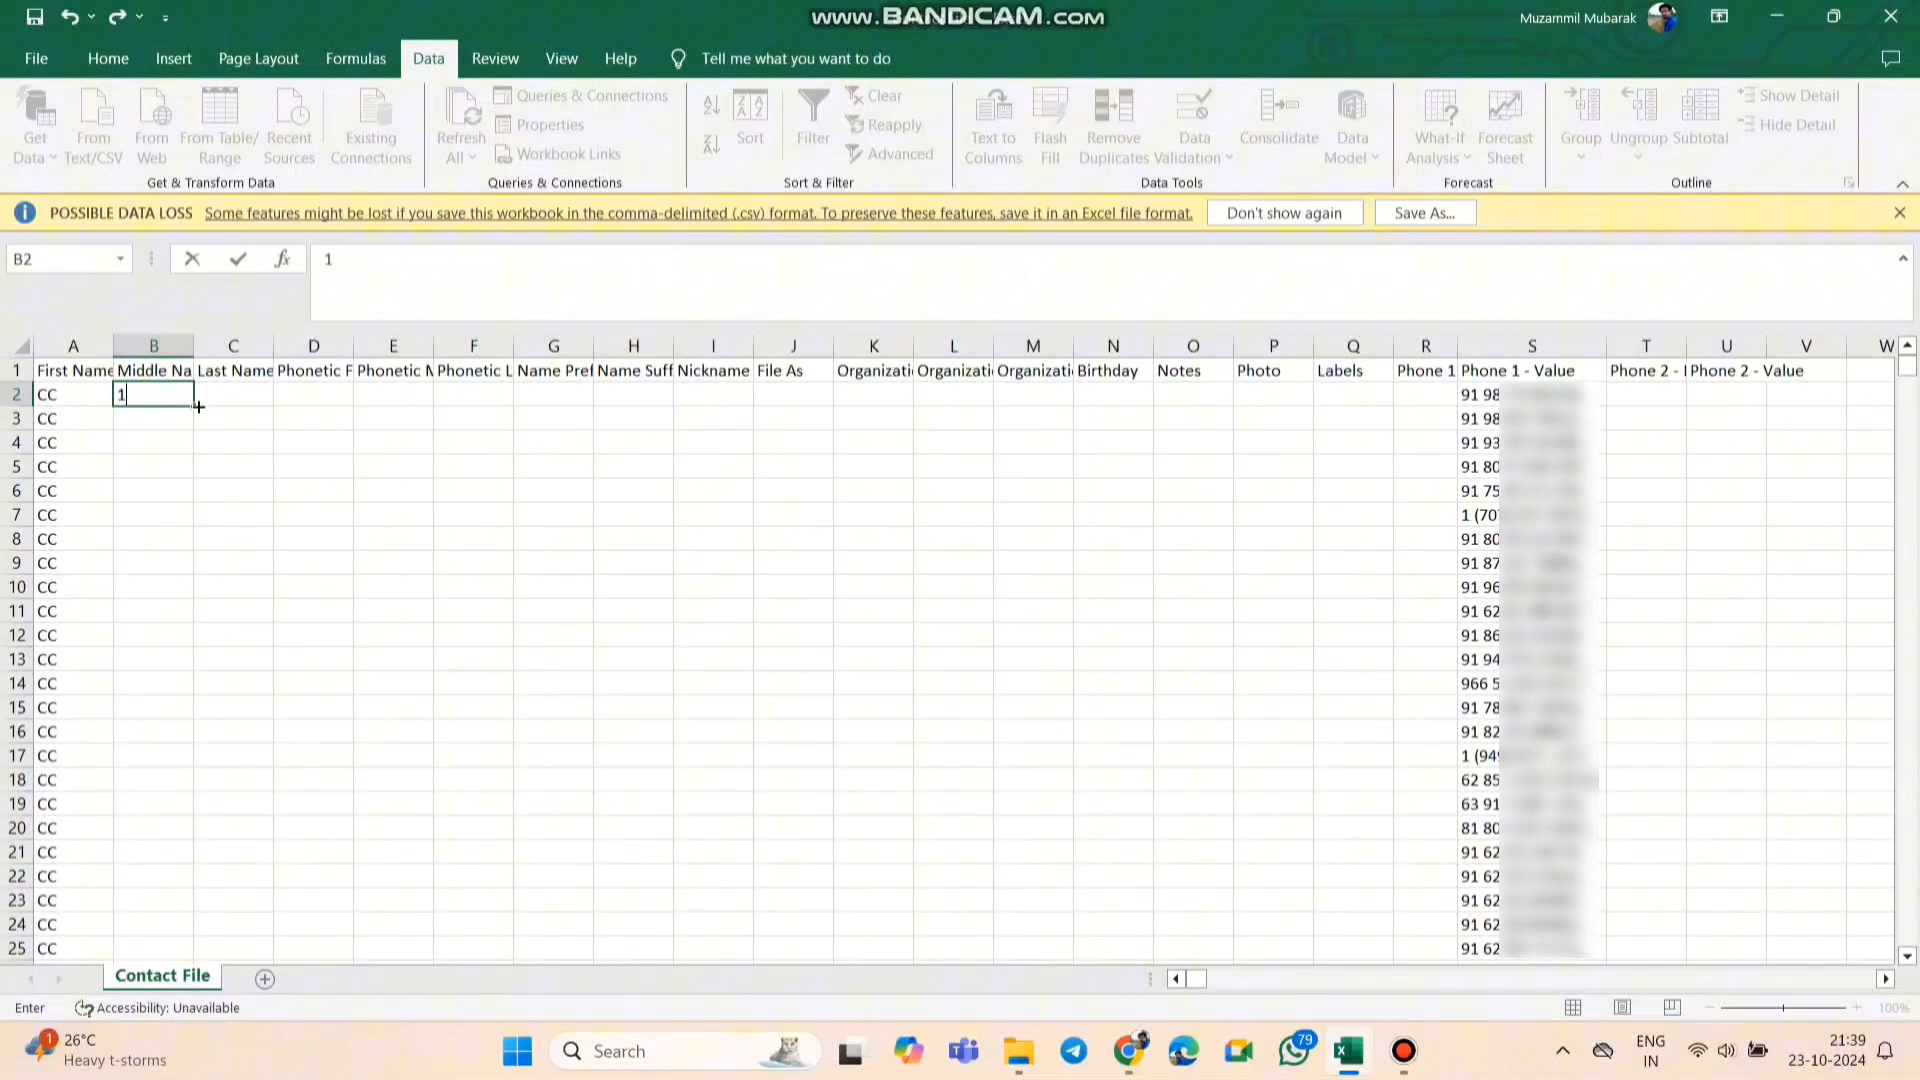 www.BANDICAM.com
Muzammil Mubarak
File Home Insert Page Layout Formulas Data Review View Help Tell me what you want to do
Get Data From Text/CSV From Web From Table/ Range Recent Sources Existing Connections
Get & Transform Data
Refresh All Queries & Connections
Properties
Workbook Links
Queries & Connections
Sort Filter Clear
Reapply
Advanced
Sort & Filter
Text to Columns Flash Fill Remove Duplicates Data Validation Consolidate Data Model
Data Tools
What-If Analysis Forecast Sheet
Forecast
Group Ungroup Subtotal Show Detail
Hide Detail
Outline
POSSIBLE DATA LOSS Some features might be lost if you save this workbook in the comma-delimited (.csv) format. To preserve these features, save it in an Excel file format. Don't show again Save As...
B2 fx 1
A B C D E F G H I J K L M N O P Q R S T U V W
1 First Name Middle Na Last Name Phonetic F Phonetic M Phonetic L Name Pref Name Suff Nickname File As Organizati Organizati Organizati Birthday Notes Photo Labels Phone 1 Phone 1 - Value Phone 2 - Phone 2 - Value
2 CC 1 91 98
3 CC 91 98
4 CC 91 93
5 CC 91 80
6 CC 91 75
7 CC 1 (70
8 CC 91 80
9 CC 91 87
10 CC 91 96
11 CC 91 62
12 CC 91 86
13 CC 91 94
14 CC 966 5
15 CC 91 78
16 CC 91 82
17 CC 1 (94
18 CC 62 85
19 CC 63 91
20 CC 81 80
21 CC 91 62
22 CC 91 62
23 CC 91 62
24 CC 91 62
25 CC 91 62
Contact File
Enter Accessibility: Unavailable 100%
1 26°C
Heavy t-storms
Search
79
ENG
IN
21:39
23-10-2024